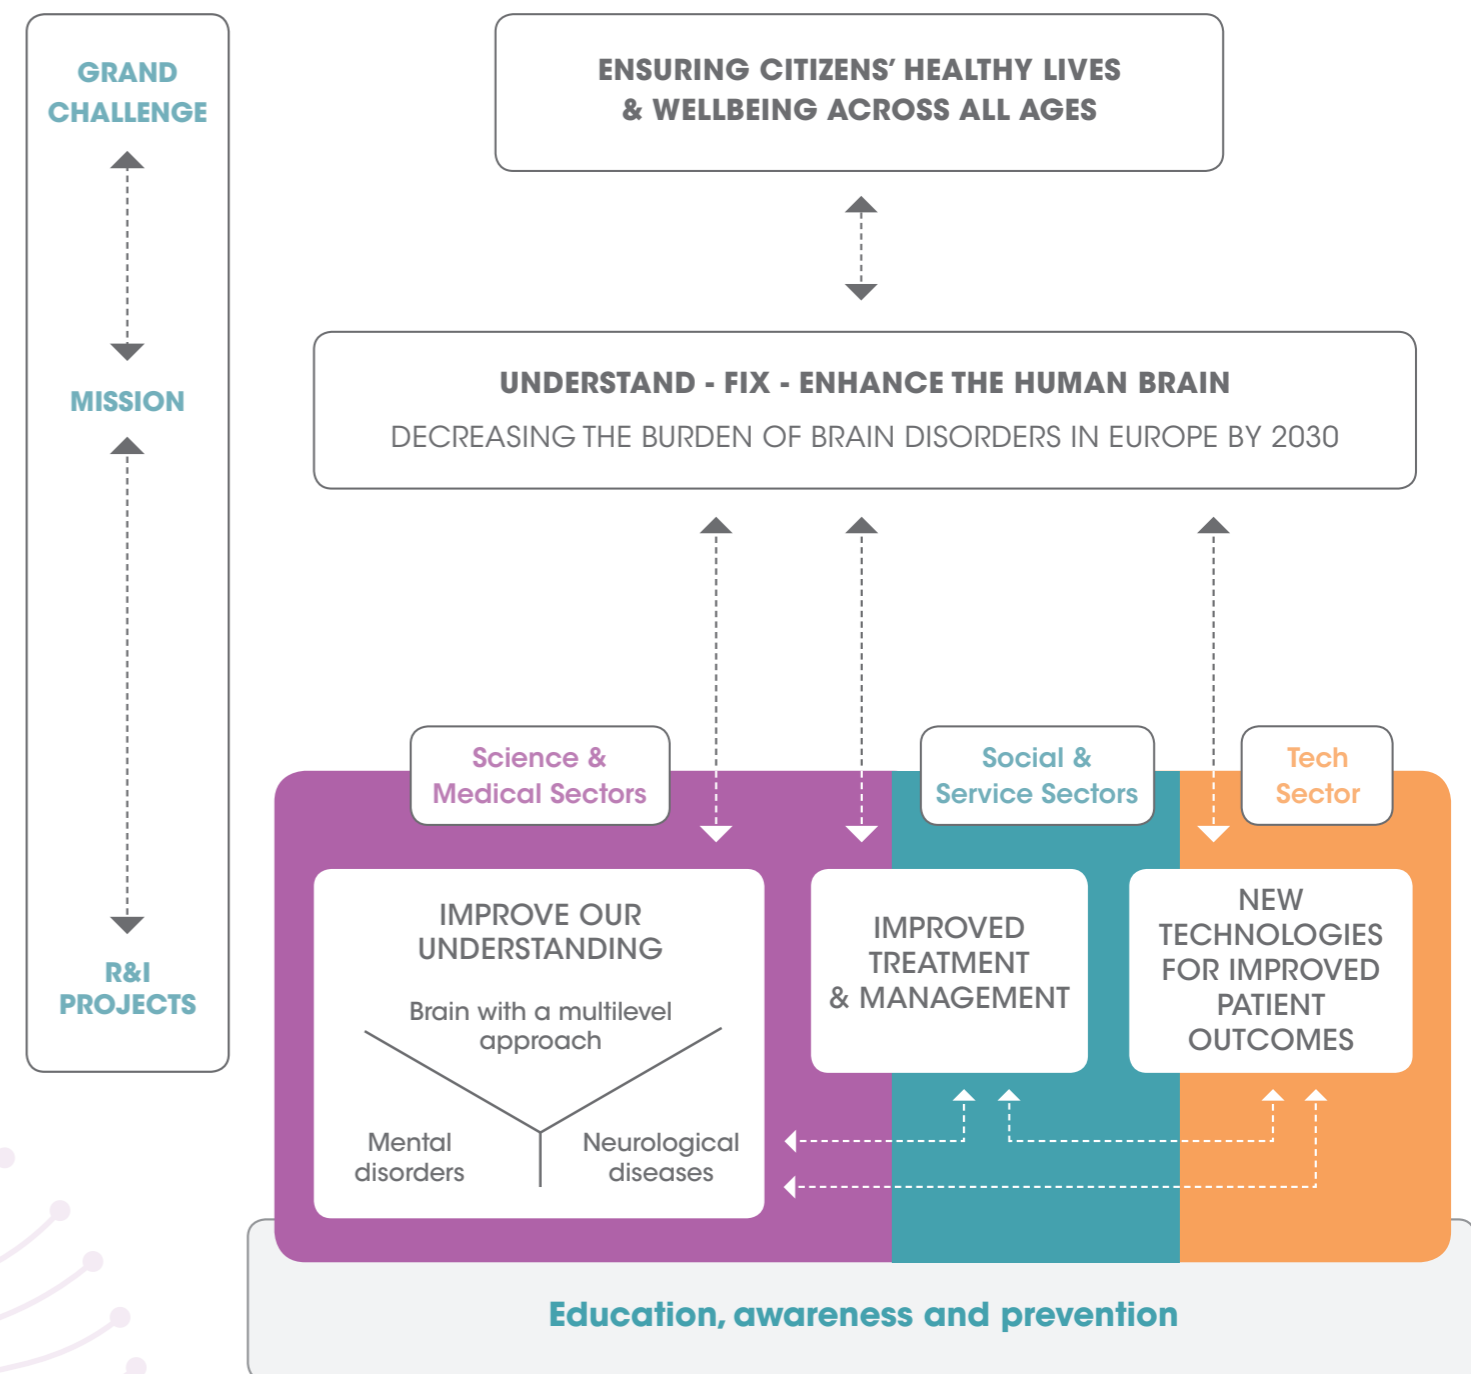 GRAND
CHALLENGE
MISSION
R&I
PROJECTS
ENSURING CITIZENS’ HEALTHY LIVES
& WELLBEING ACROSS ALL AGES
UNDERSTAND - FIX - ENHANCE THE HUMAN BRAIN
DECREASING THE BURDEN OF BRAIN DISORDERS IN EUROPE BY 2030
Science &
Medical Sectors
Social &
Service Sectors
Tech
Sector
IMPROVE OUR
UNDERSTANDING
Brain with a multilevel
approach
Mental
disorders
Neurological
diseases
IMPROVED
TREATMENT
& MANAGEMENT
NEW
TECHNOLOGIES
FOR IMPROVED
PATIENT
OUTCOMES
Education, awareness and prevention